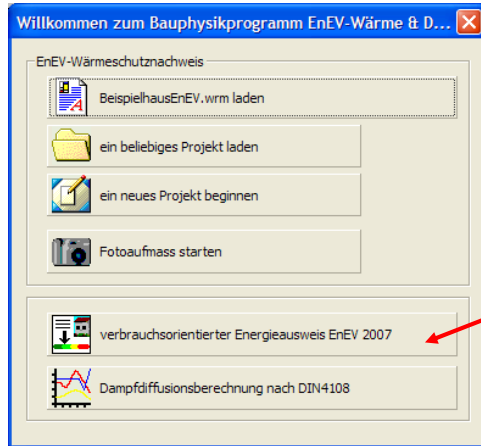 Willkommen zum Bauphysikprogramm EnEV-Wärme & D...
EnEV-Wärmeschutznachweis
BeispielhausEnEV.wrm laden
ein beliebiges Projekt laden
ein neues Projekt beginnen
Fotoaufmass starten
verbrauchsorientierter Energieausweis EnEV 2007
Dampfdiffusionsberechnung nach DIN4108